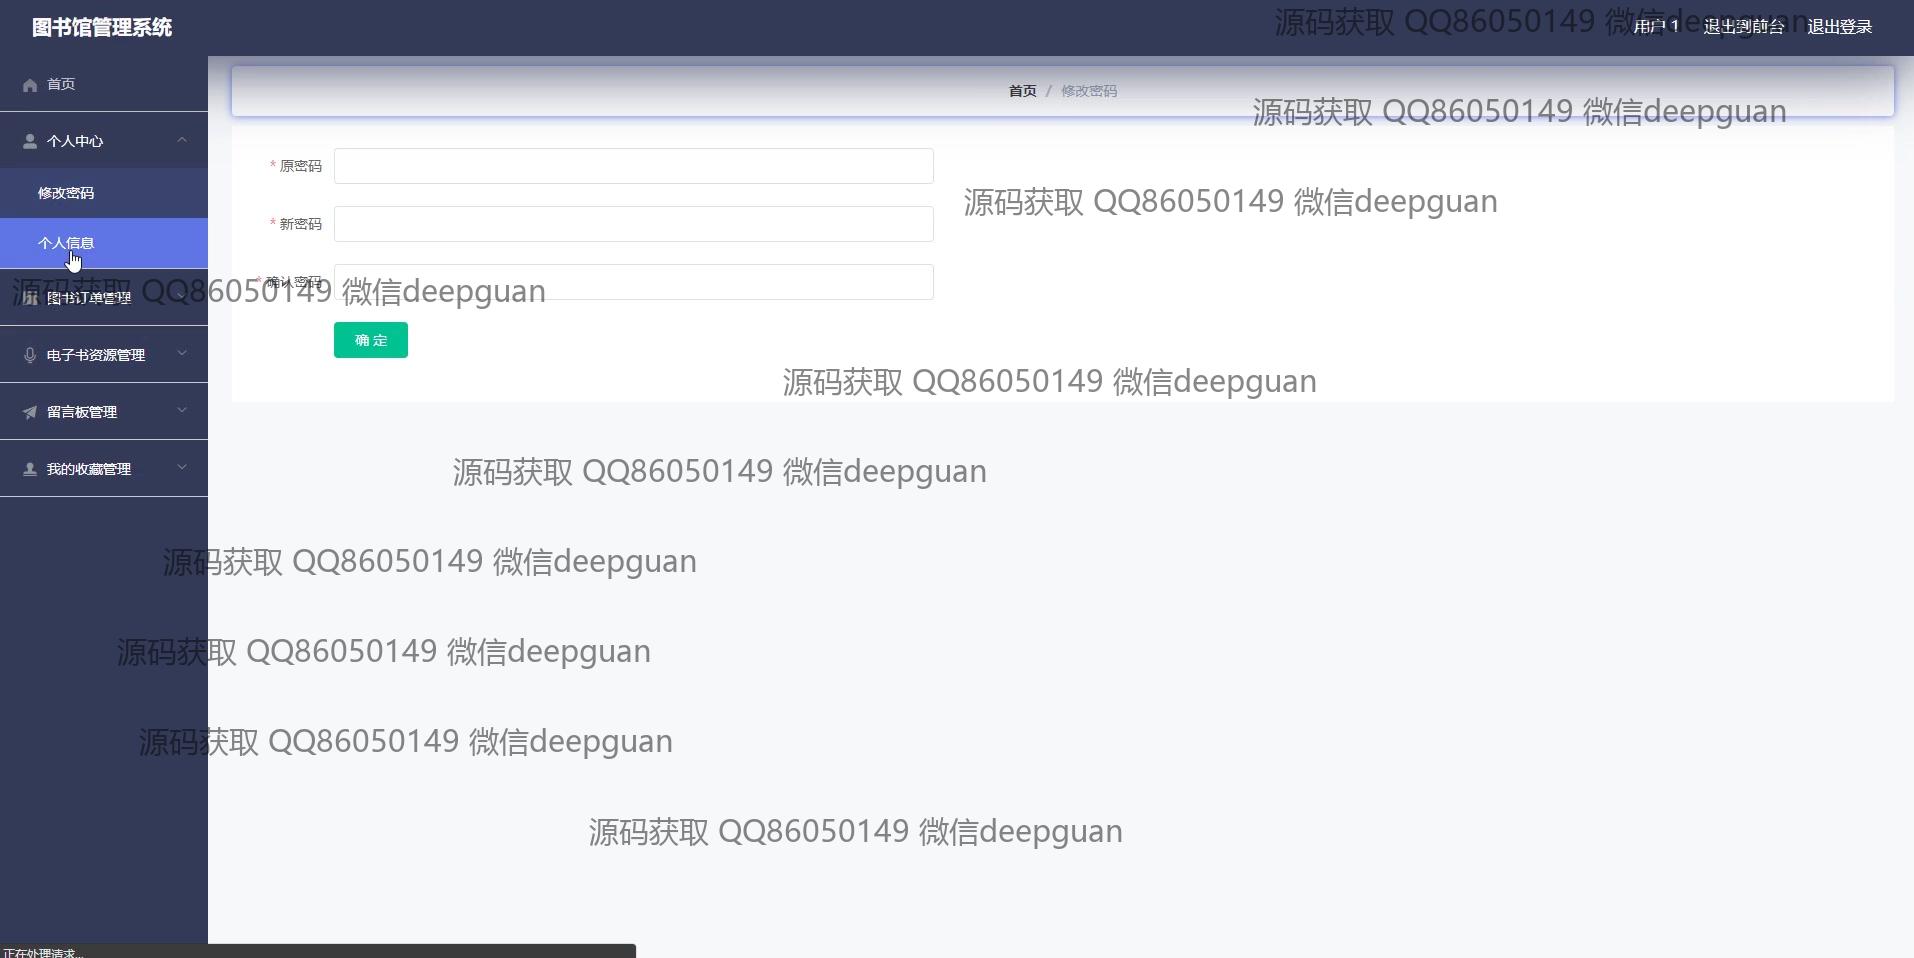 图书馆管理系统
用户 1 退出到前台 退出登录
源码获取 QQ86050149 微信deepguan
首页
首页 / 修改密码
源码获取 QQ86050149 微信deepguan
个人中心
* 原密码
修改密码
源码获取 QQ86050149 微信deepguan
* 新密码
个人信息
* 确认密码
源码获取 QQ86050149 微信deepguan
图书订单管理
确 定
电子书资源管理
源码获取 QQ86050149 微信deepguan
留言板管理
我的收藏管理
源码获取 QQ86050149 微信deepguan
源码获取 QQ86050149 微信deepguan
源码获取 QQ86050149 微信deepguan
源码获取 QQ86050149 微信deepguan
源码获取 QQ86050149 微信deepguan
正在处理请求...